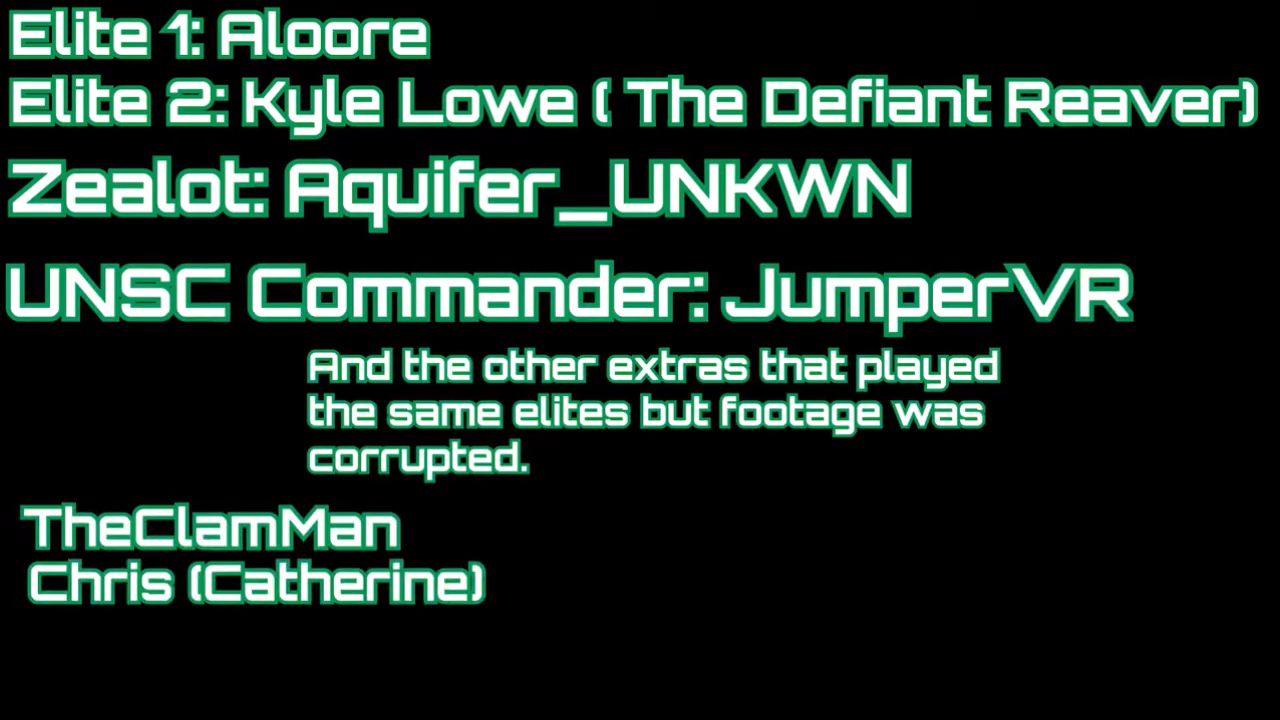 Elite 1: Aloore
Elite 2: Kyle Lowe ( The Defiant Reaver)
Zealot: Aquifer_UNKWN
UNSC Commander: JumperVR
And the other extras that played
the same elites but footage was
corrupted.
TheClamMan
Chris (Catherine)